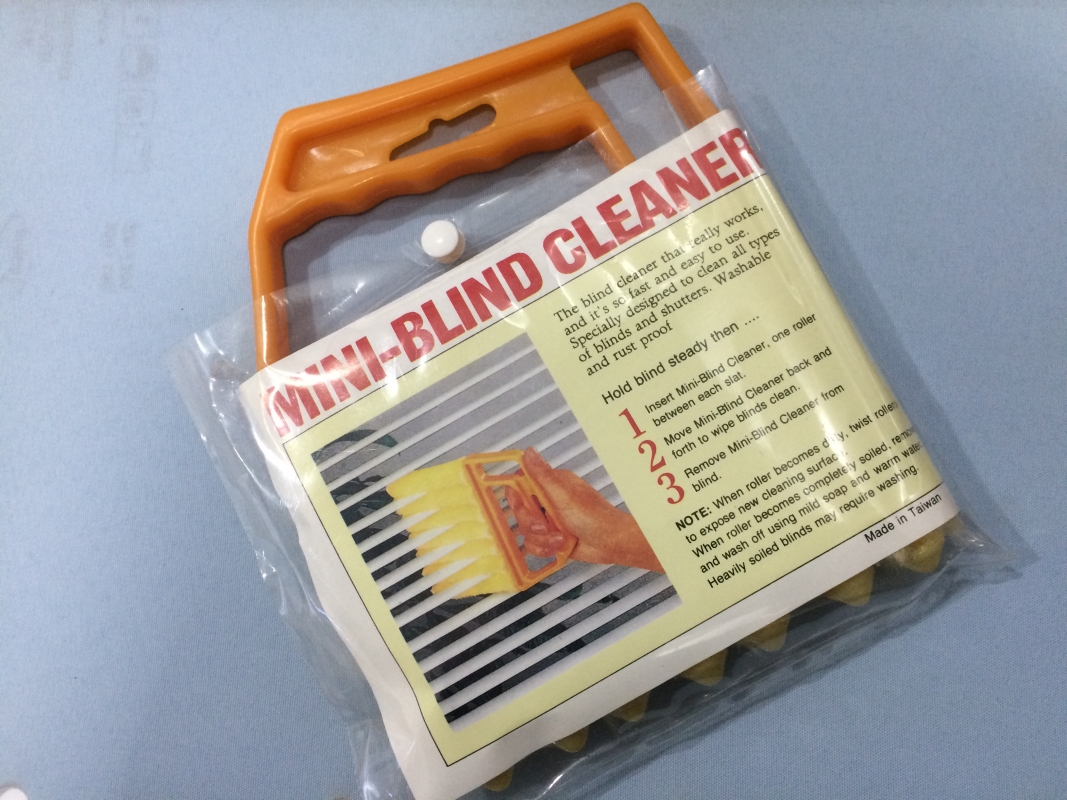 MINI-BLIND CLEANER
The blind cleaner that really works,
and it's so fast and easy to use.
Specially designed to clean all types
of blinds and shutters. Washable
and rust proof
Hold blind steady then ....
1 Insert Mini-Blind Cleaner, one roller
between each slat.
2 Move Mini-Blind Cleaner back and
forth to wipe blinds clean.
3 Remove Mini-Blind Cleaner from
blind.
NOTE: When roller becomes dirty, twist roller
to expose new cleaning surface.
When roller becomes completely soiled, remove
and wash off using mild soap and warm water.
Heavily soiled blinds may require washing.
Made in Taiwan